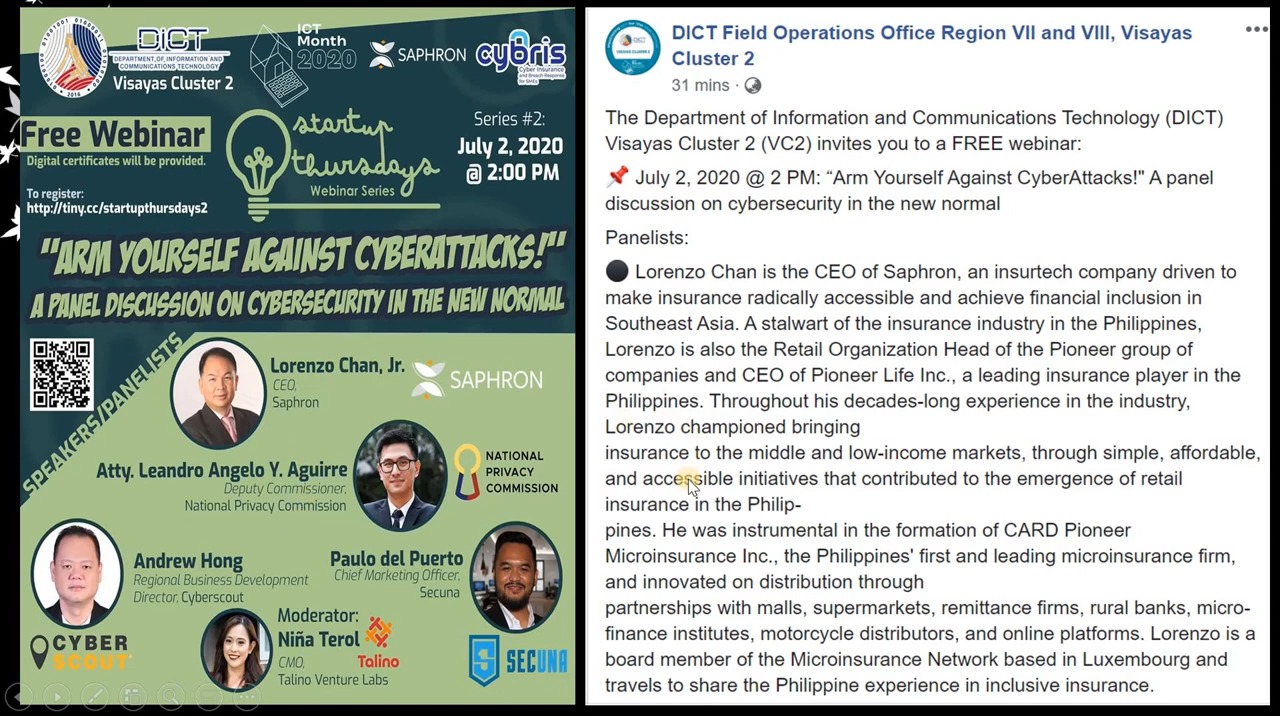 DICT
DEPARTMENT OF INFORMATION AND
COMMUNICATIONS TECHNOLOGY
Visayas Cluster 2
2016
ICT
Month
2020
SAPHRON
cybris
Cyber Insurance
and Breach Response
for SMEs
Free Webinar
Digital certificates will be provided.
To register:
http://tiny.cc/startupthursdays2
startup
thursdays
Webinar Series
Series #2:
July 2, 2020
@ 2:00 PM
"ARM YOURSELF AGAINST CYBERATTACKS!"
A PANEL DISCUSSION ON CYBERSECURITY IN THE NEW NORMAL
SPEAKERS/PANELISTS
Lorenzo Chan, Jr.
CEO,
Saphron
SAPHRON
Atty. Leandro Angelo Y. Aguirre
Deputy Commissioner,
National Privacy Commission
NATIONAL
PRIVACY
COMMISSION
Andrew Hong
Regional Business Development
Director, Cyberscout
CYBER
SCOUT
Paulo del Puerto
Chief Marketing Officer,
Secuna
SECUNA
Moderator:
Niña Terol
CMO,
Talino Venture Labs
Talino
DICT Field Operations Office Region VII and VIII, Visayas
Cluster 2
31 mins ·
The Department of Information and Communications Technology (DICT)
Visayas Cluster 2 (VC2) invites you to a FREE webinar:
📌 July 2, 2020 @ 2 PM: “Arm Yourself Against CyberAttacks!" A panel
discussion on cybersecurity in the new normal
Panelists:
⚫ Lorenzo Chan is the CEO of Saphron, an insurtech company driven to
make insurance radically accessible and achieve financial inclusion in
Southeast Asia. A stalwart of the insurance industry in the Philippines,
Lorenzo is also the Retail Organization Head of the Pioneer group of
companies and CEO of Pioneer Life Inc., a leading insurance player in the
Philippines. Throughout his decades-long experience in the industry,
Lorenzo championed bringing
insurance to the middle and low-income markets, through simple, affordable,
and accessible initiatives that contributed to the emergence of retail
insurance in the Philip-
pines. He was instrumental in the formation of CARD Pioneer
Microinsurance Inc., the Philippines' first and leading microinsurance firm,
and innovated on distribution through
partnerships with malls, supermarkets, remittance firms, rural banks, micro-
finance institutes, motorcycle distributors, and online platforms. Lorenzo is a
board member of the Microinsurance Network based in Luxembourg and
travels to share the Philippine experience in inclusive insurance.